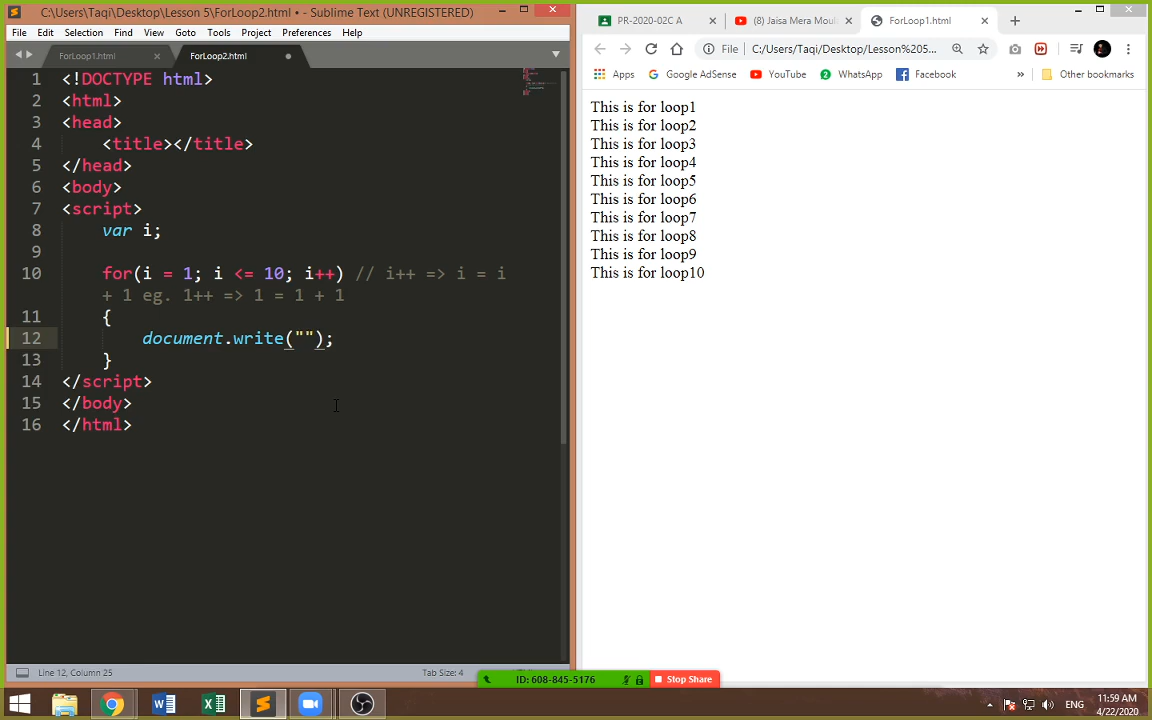 C:\Users\Taqi\Desktop\Lesson 5\ForLoop2.html • - Sublime Text (UNREGISTERED)
File Edit Selection Find View Goto Tools Project Preferences Help
ForLoop1.html ForLoop2.html
1 <!DOCTYPE html>
2 <html>
3 <head>
4 <title></title>
5 </head>
6 <body>
7 <script>
8 var i;
9
10 for(i = 1; i <= 10; i++) // i++ => i = i
+ 1 eg. 1++ => 1 = 1 + 1
11 {
12 document.write("");
13 }
14 </script>
15 </body>
16 </html>
Line 12, Column 25 Tab Size: 4
PR-2020-02C A (8) Jaisa Mera Moul ForLoop1.html
File C:/Users/Taqi/Desktop/Lesson%205...
Apps Google AdSense YouTube 2 WhatsApp Facebook » Other bookmarks
This is for loop1
This is for loop2
This is for loop3
This is for loop4
This is for loop5
This is for loop6
This is for loop7
This is for loop8
This is for loop9
This is for loop10
ID: 608-845-5176 Stop Share
ENG 11:59 AM
4/22/2020